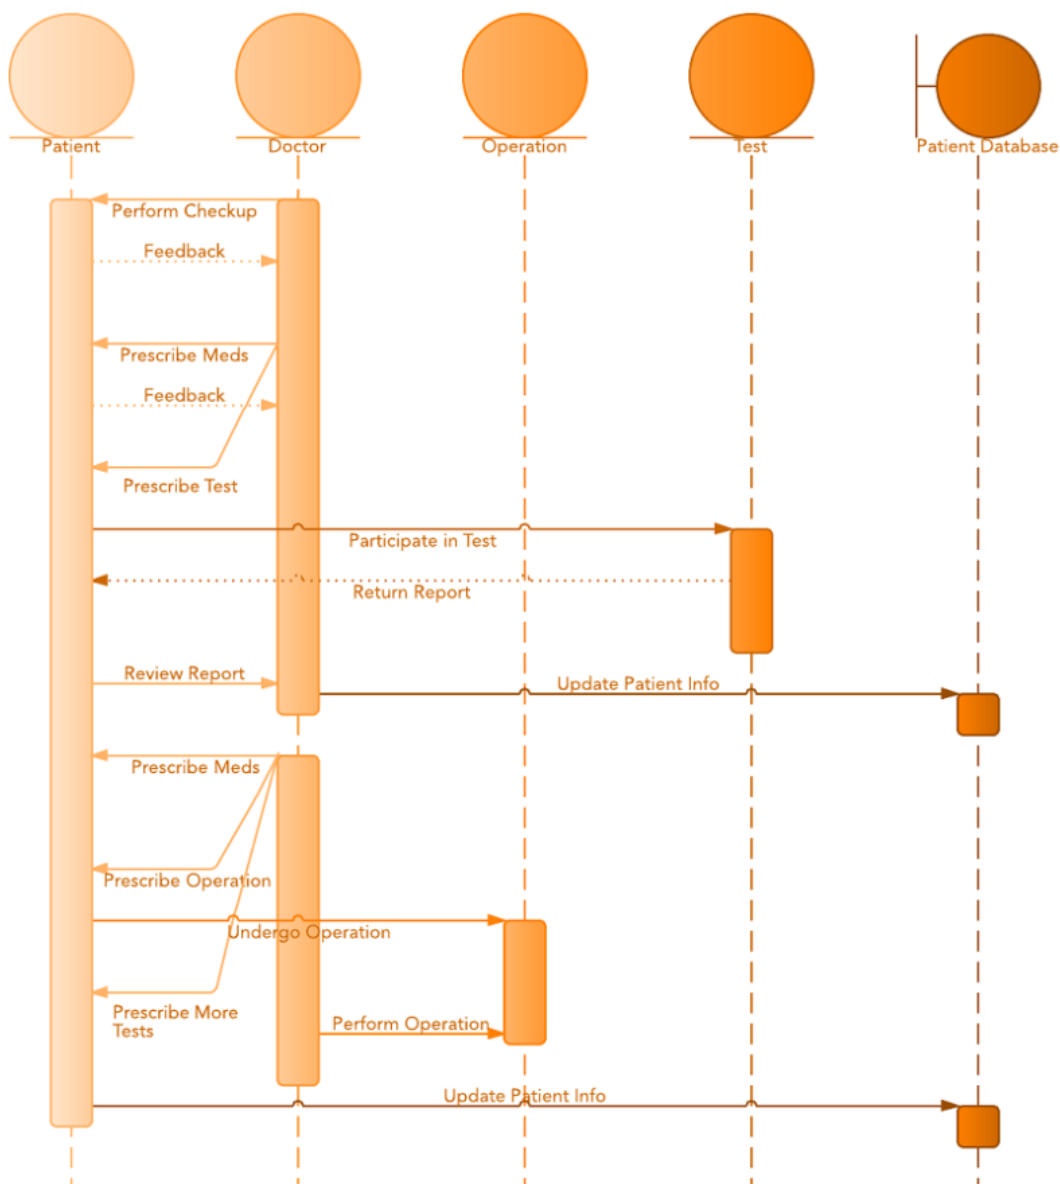 Patient
Doctor
Operation
Test
Patient Database
Perform Checkup
Feedback
Prescribe Meds
Feedback
Prescribe Test
Participate in Test
Return Report
Review Report
Update Patient Info
Prescribe Meds
Prescribe Operation
Undergo Operation
Prescribe More
Tests
Perform Operation
Update Patient Info